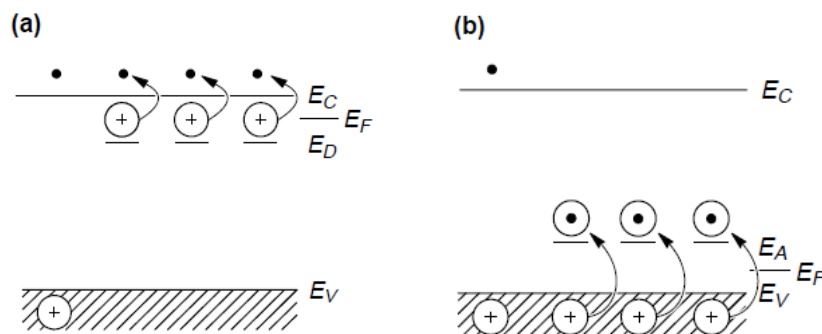 (a)
E_C
E_F
E_D
E_V
+ + +
+
(b)
E_C
E_A
E_F
E_V
+ + + +